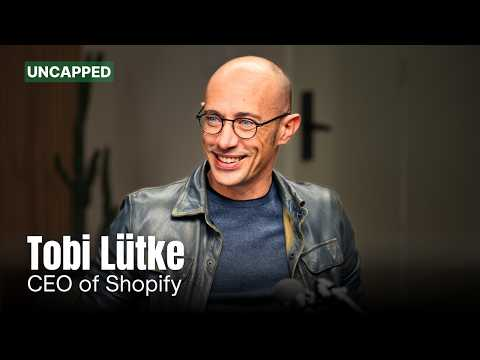 UNCAPPED
Tobi Lütke
CEO of Shopify